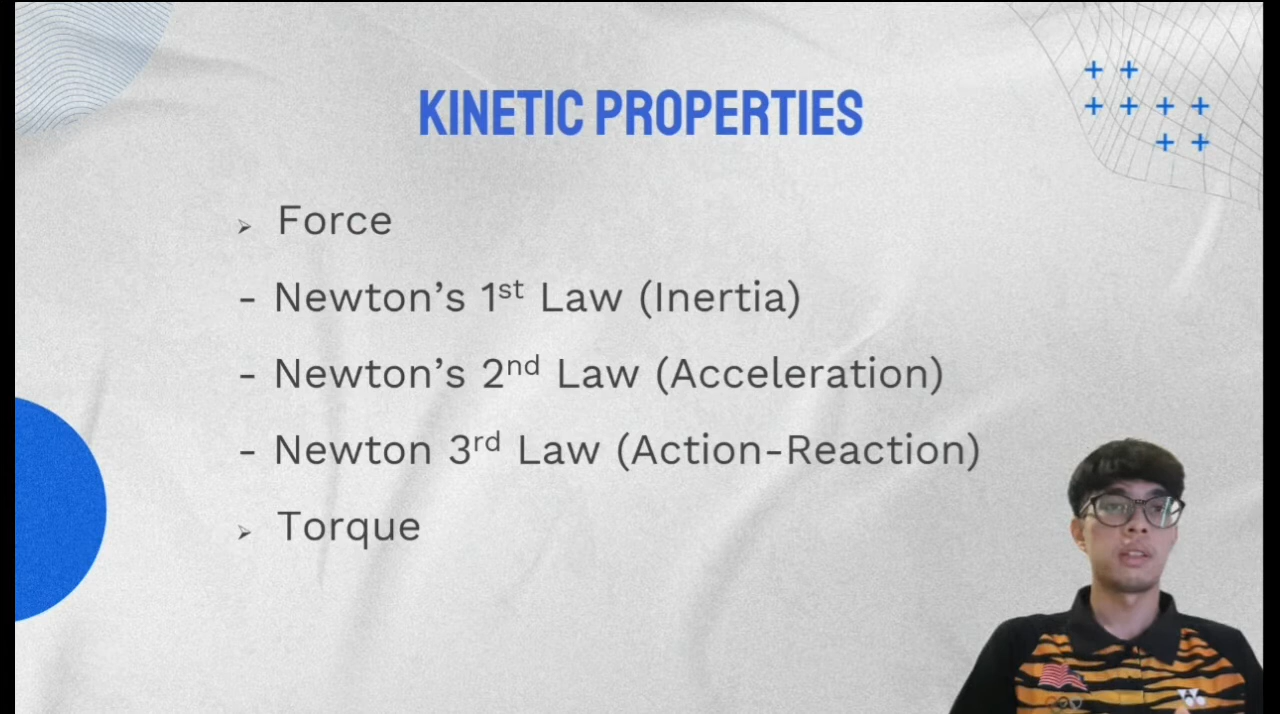 KINETIC PROPERTIES
➢ Force
- Newton’s 1st Law (Inertia)
- Newton’s 2nd Law (Acceleration)
- Newton 3rd Law (Action-Reaction)
➢ Torque